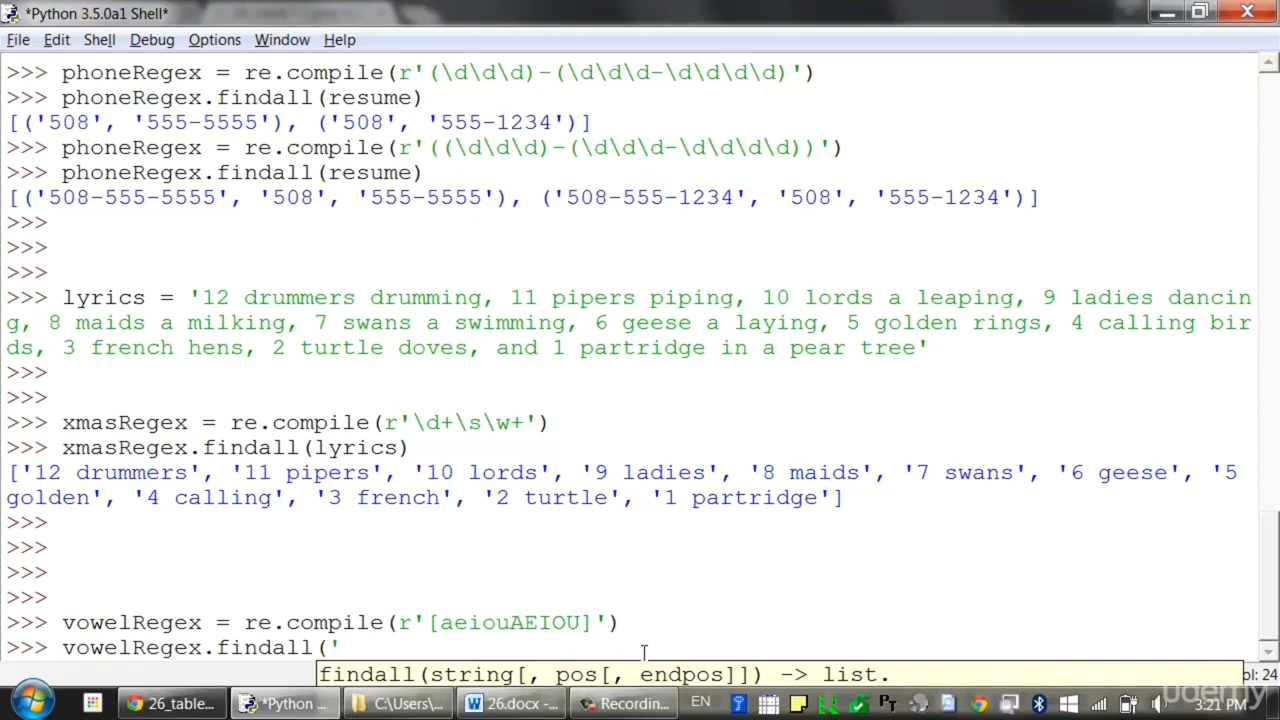 *Python 3.5.0a1 Shell*
File Edit Shell Debug Options Window Help
>>> phoneRegex = re.compile(r'(\d\d\d)-(\d\d\d-\d\d\d\d)')
>>> phoneRegex.findall(resume)
[('508', '555-5555'), ('508', '555-1234')]
>>> phoneRegex = re.compile(r'((\d\d\d)-(\d\d\d-\d\d\d\d))')
>>> phoneRegex.findall(resume)
[('508-555-5555', '508', '555-5555'), ('508-555-1234', '508', '555-1234')]
>>>
>>>
>>>
>>> lyrics = '12 drummers drumming, 11 pipers piping, 10 lords a leaping, 9 ladies dancin
g, 8 maids a milking, 7 swans a swimming, 6 geese a laying, 5 golden rings, 4 calling bir
ds, 3 french hens, 2 turtle doves, and 1 partridge in a pear tree'
>>>
>>>
>>> xmasRegex = re.compile(r'\d+\s\w+')
>>> xmasRegex.findall(lyrics)
['12 drummers', '11 pipers', '10 lords', '9 ladies', '8 maids', '7 swans', '6 geese', '5
golden', '4 calling', '3 french', '2 turtle', '1 partridge']
>>>
>>>
>>>
>>>
>>> vowelRegex = re.compile(r'[aeiouAEIOU]')
>>> vowelRegex.findall('
findall(string[, pos[, endpos]]) -> list.
ol: 24
26_table... *Python ... C:\Users\... 26.docx -... Recordin... EN 3:21 PM
udemy